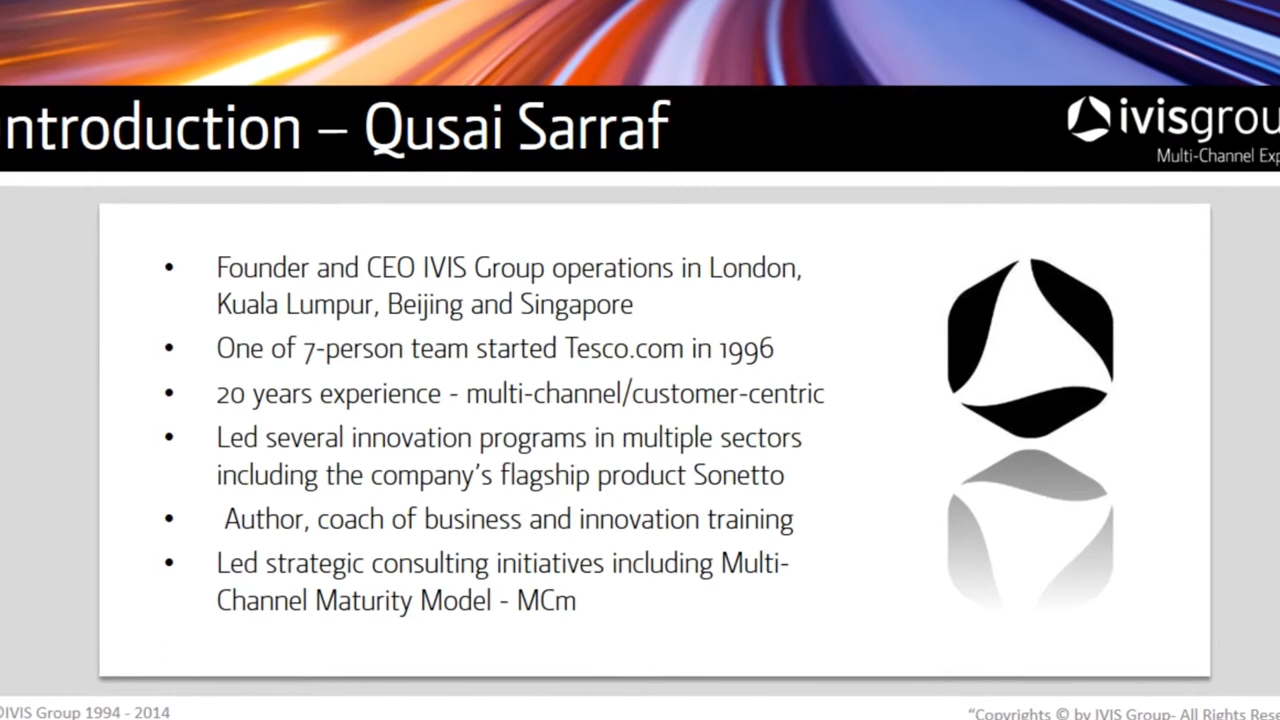 ntroduction – Qusai Sarraf
ivisgrou
Multi-Channel Exp
• Founder and CEO IVIS Group operations in London,
Kuala Lumpur, Beijing and Singapore
• One of 7-person team started Tesco.com in 1996
• 20 years experience - multi-channel/customer-centric
• Led several innovation programs in multiple sectors
including the company's flagship product Sonetto
• Author, coach of business and innovation training
• Led strategic consulting initiatives including Multi-
Channel Maturity Model - MCm
©IVIS Group 1994 - 2014
“Copyrights © by IVIS Group- All Rights Rese